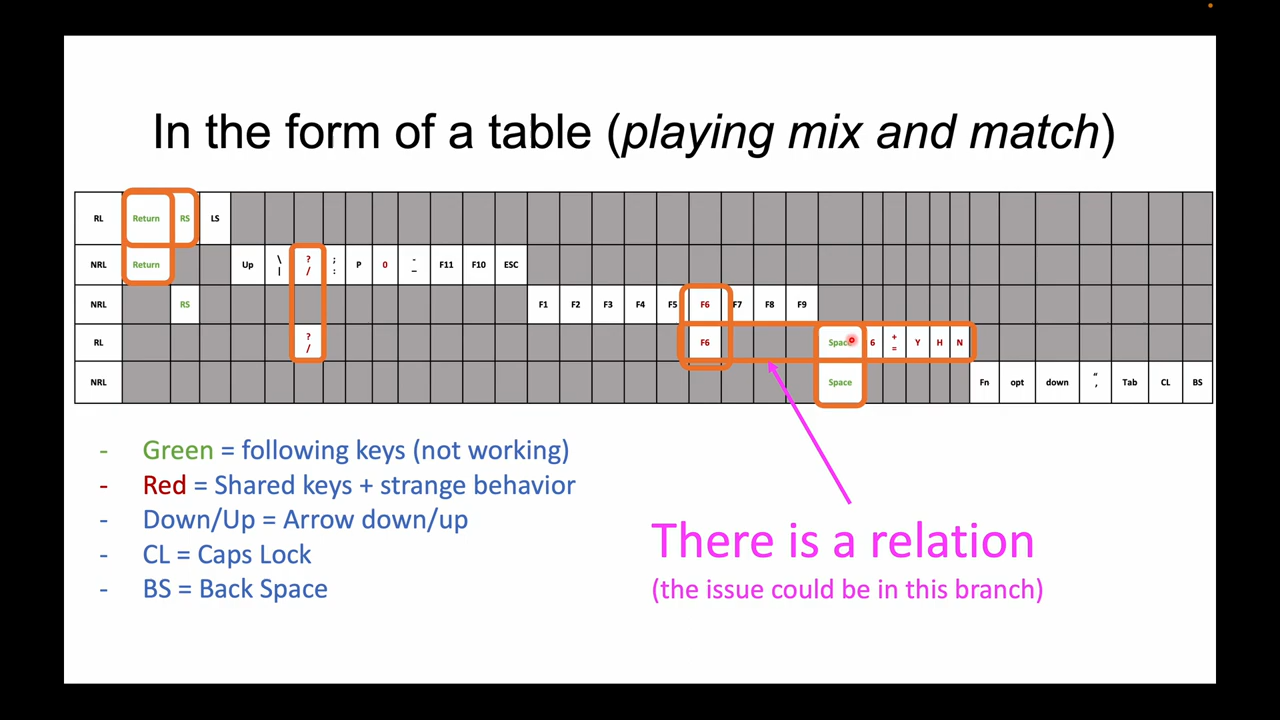 In the form of a table (playing mix and match)
RL Return RS LS
NRL Return Up \ | ? / ; : P 0 - _ F11 F10 ESC
NRL RS F1 F2 F3 F4 F5 F6 F7 F8 F9
RL ? / F6 Space 6 + = Y H N
NRL Space Fn opt down " , Tab CL BS
- Green = following keys (not working)
- Red = Shared keys + strange behavior
- Down/Up = Arrow down/up
- CL = Caps Lock
- BS = Back Space
There is a relation
(the issue could be in this branch)